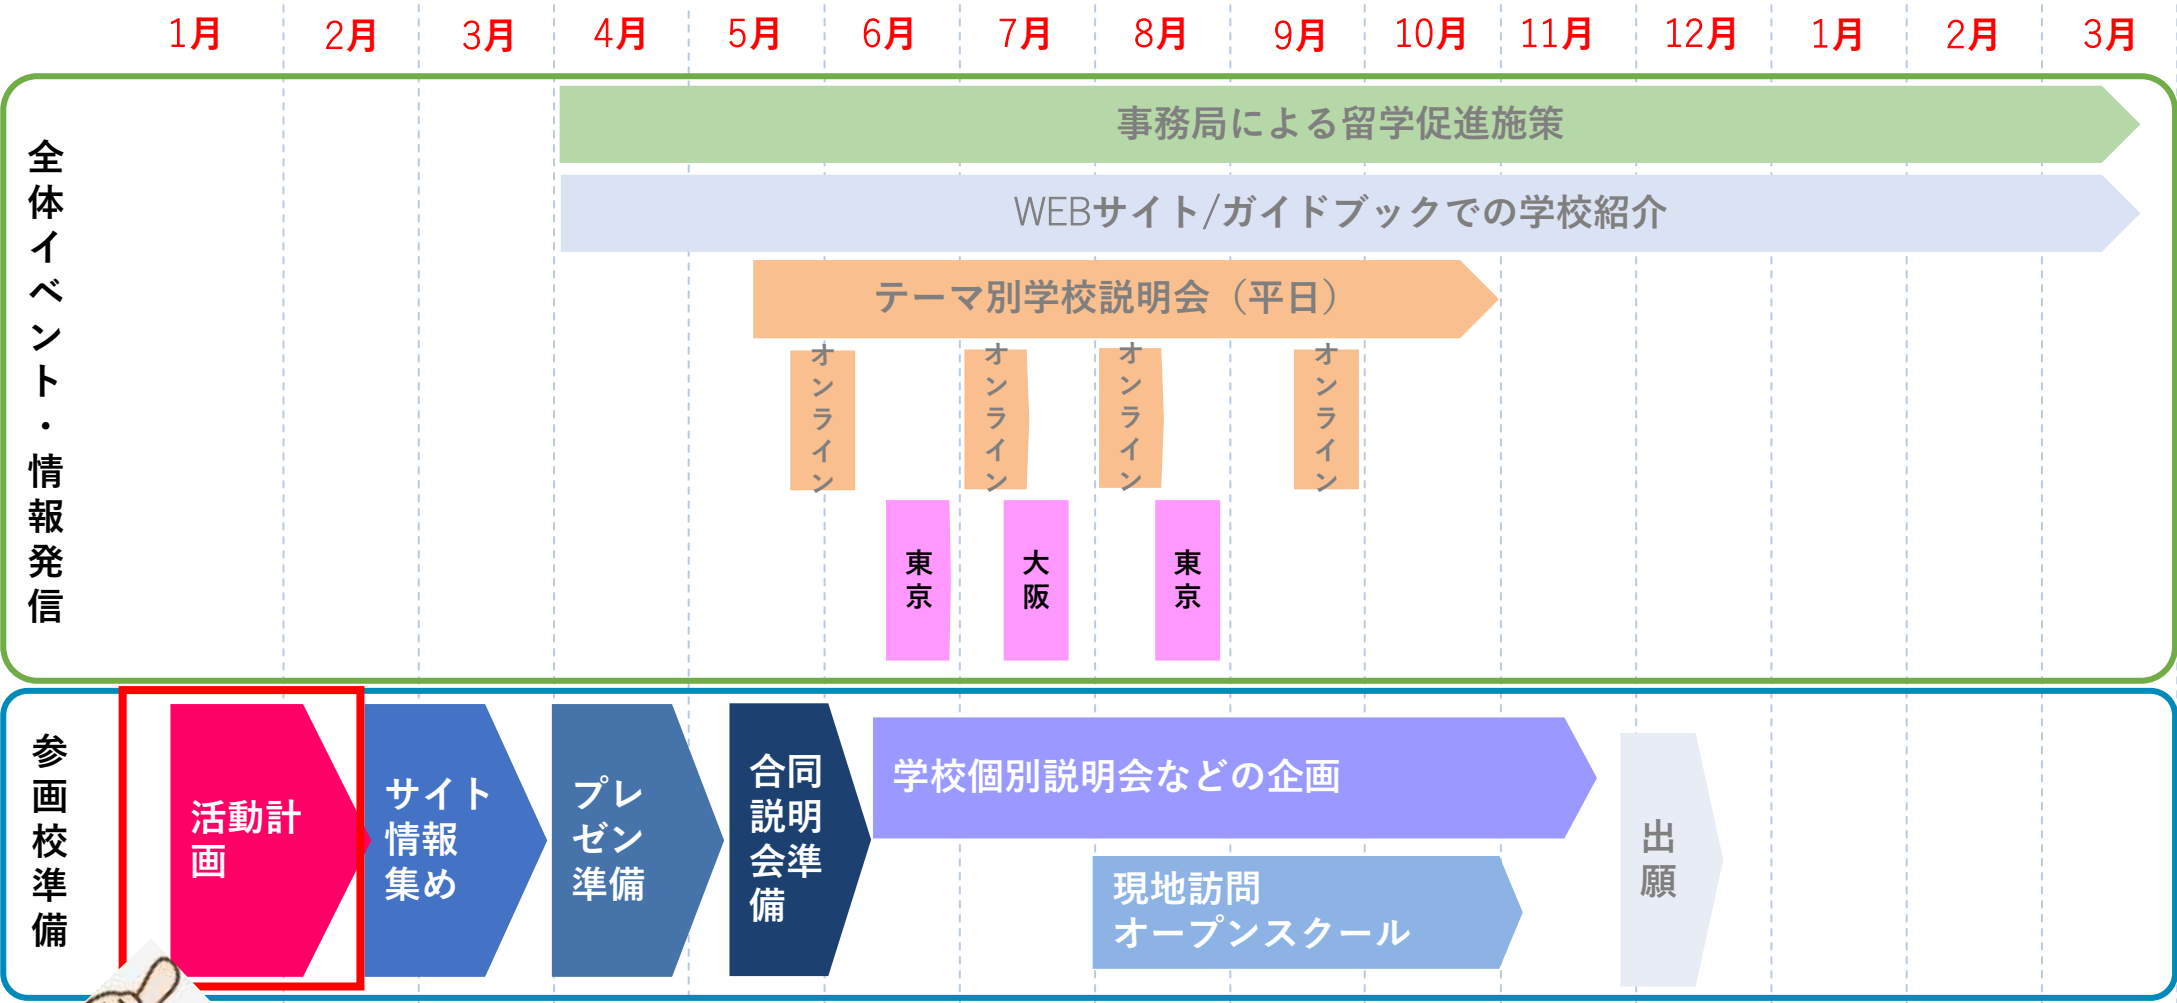 1月 2月 3月 4月 5月 6月 7月 8月 9月 10月 11月 12月 1月 2月 3月
全体イベント・情報発信
事務局による留学促進施策
WEBサイト/ガイドブックでの学校紹介
テーマ別学校説明会（平日）
オンライン
オンライン
オンライン
オンライン
東京
大阪
東京
参画校準備
活動計
画
サイト
情報
集め
プレ
ゼン
準備
合同
説明
会準
備
学校個別説明会などの企画
現地訪問
オープンスクール
出願